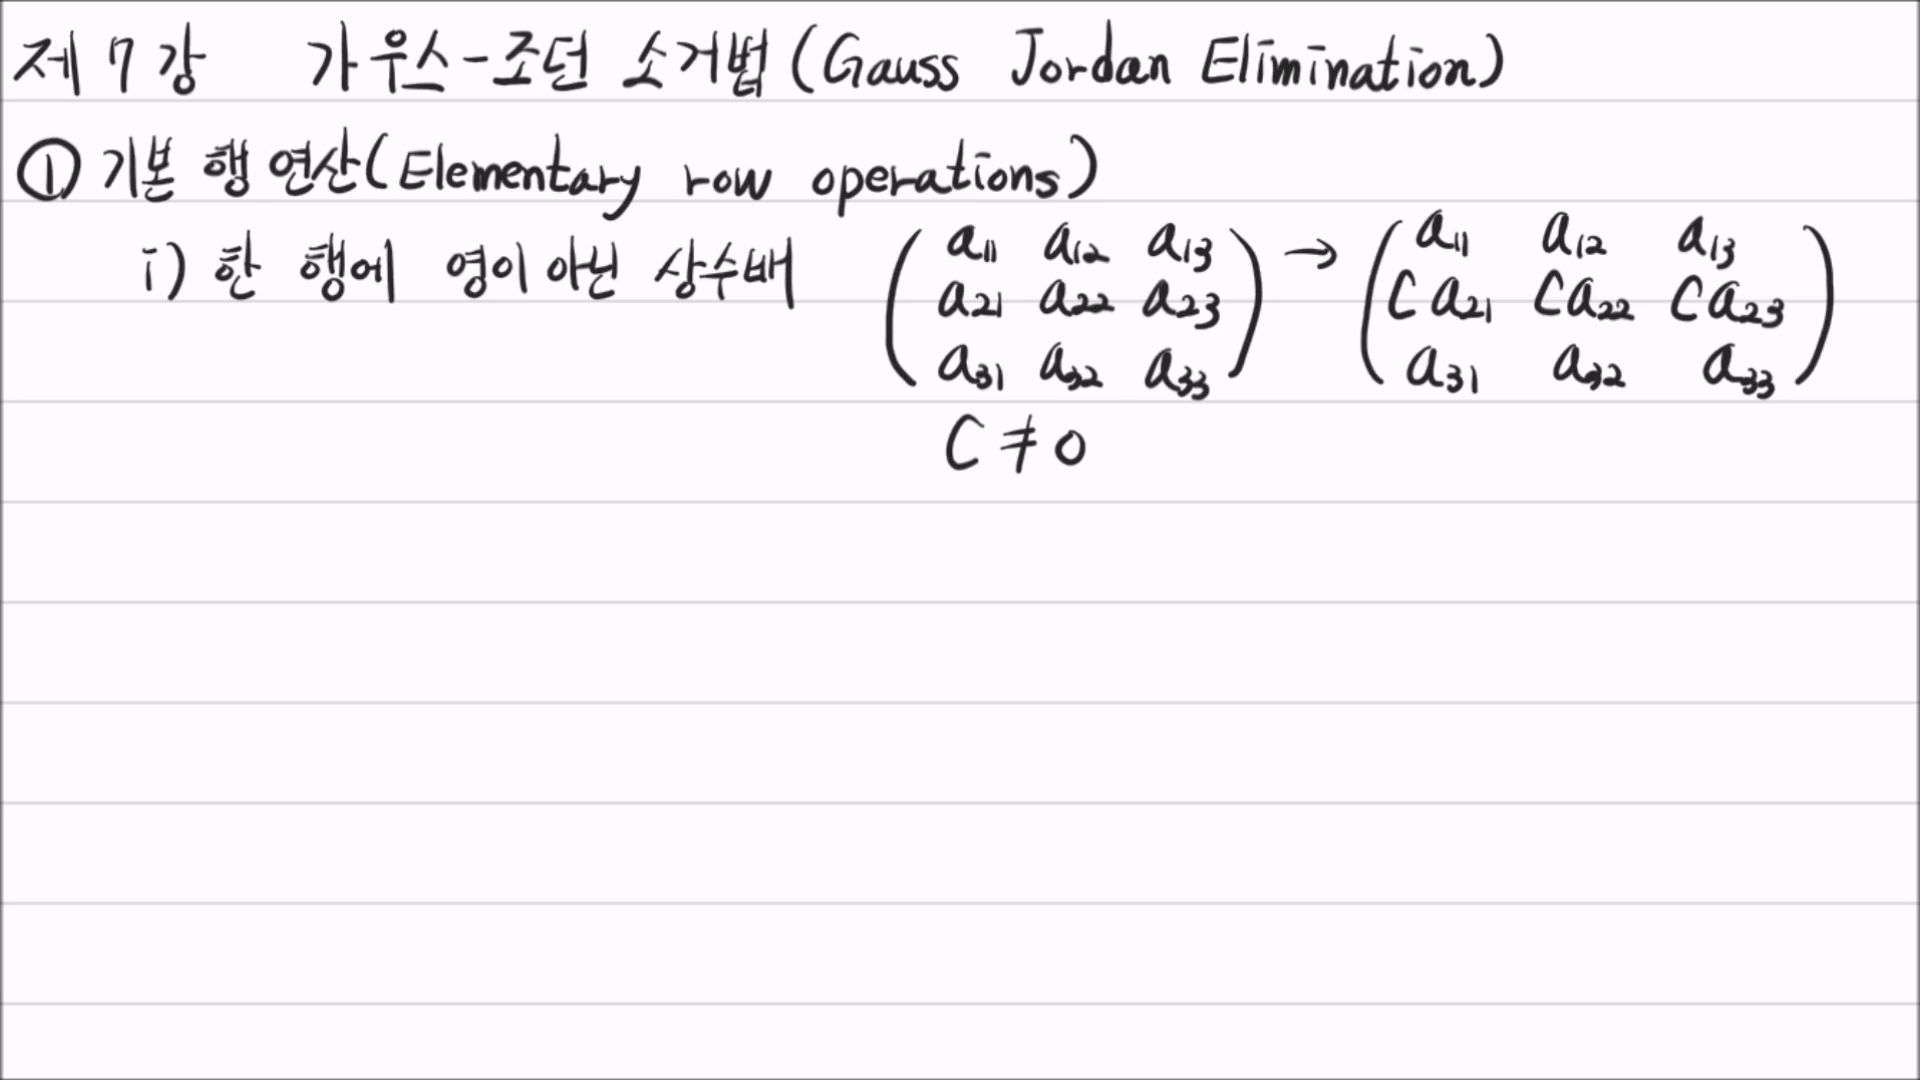 제 7강 가우스-조던 소거법(Gauss Jordan Elimination)
① 기본 행 연산(Elementary row operations)
i) 한 행에 영이 아닌 상수배
(a₁₁ a₁₂ a₁₃) → (a₁₁ a₁₂ a₁₃)
(a₂₁ a₂₂ a₂₃) (Ca₂₁ Ca₂₂ Ca₂₃)
(a₃₁ a₃₂ a₃₃) (a₃₁ a₃₂ a₃₃)
C ≠ 0